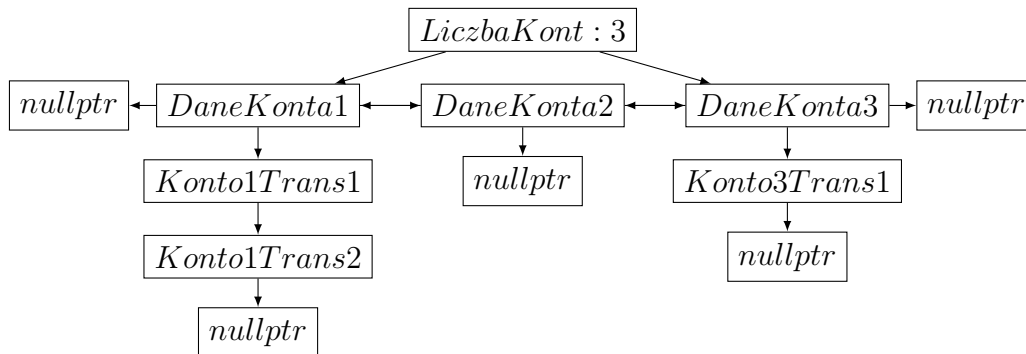 LiczbaKont : 3
nullptr DaneKonta1 DaneKonta2 DaneKonta3 nullptr
Konto1Trans1 nullptr Konto3Trans1
Konto1Trans2 nullptr
nullptr